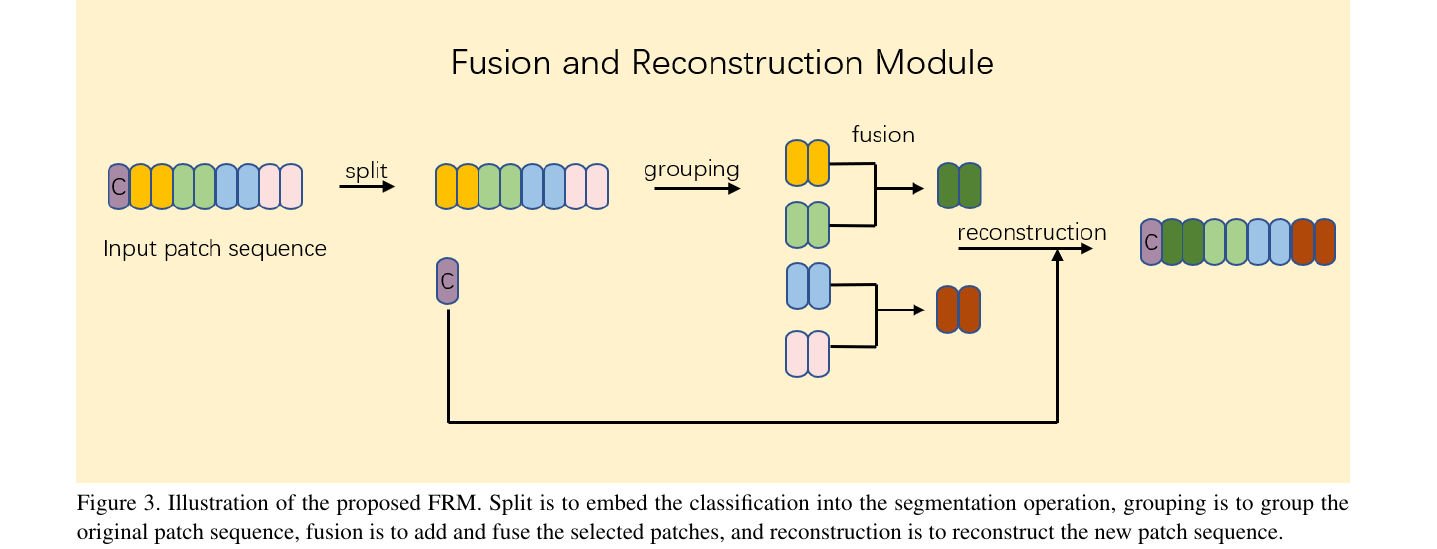 Fusion and Reconstruction Module
fusion
split
grouping
C
Input patch sequence
reconstruction
C
C
Figure 3. Illustration of the proposed FRM. Split is to embed the classification into the segmentation operation, grouping is to group the
original patch sequence, fusion is to add and fuse the selected patches, and reconstruction is to reconstruct the new patch sequence.